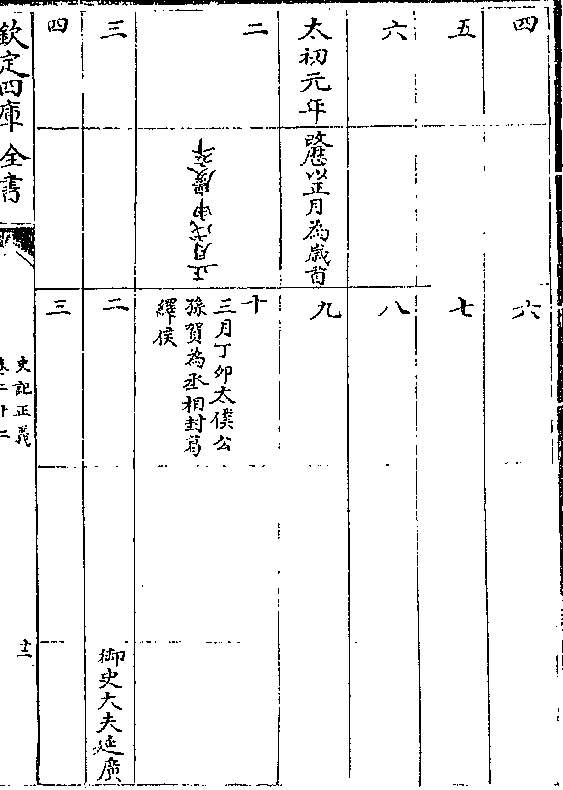 四
六
五
七
六
八
太初元年
改厯以正月為歲首
九
二
正月戊申慶卒
十
三月丁卯太僕公
孫賀為丞相封葛
繹侯
三
二
御史大夫延廣
四
三
欽定四庫全書
史記正義
卷二十二